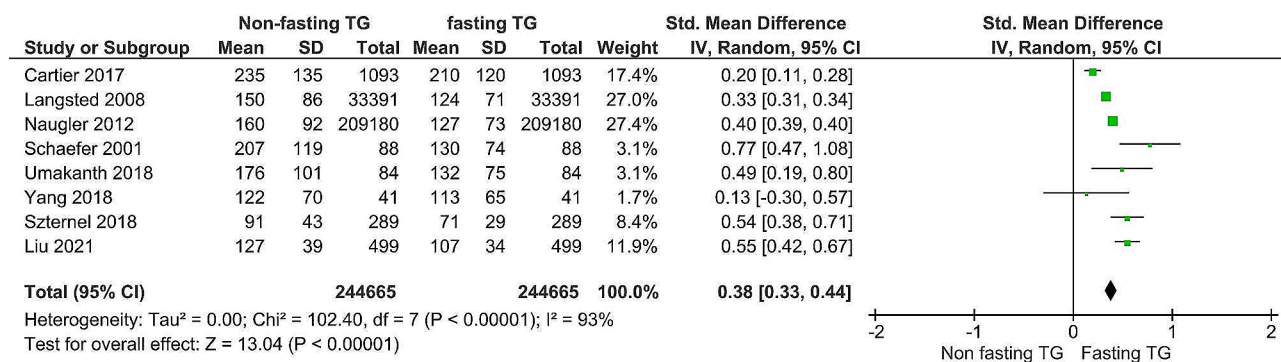 Non-fasting TG fasting TG Std. Mean Difference Std. Mean Difference
Study or Subgroup Mean SD Total Mean SD Total Weight IV, Random, 95% CI IV, Random, 95% CI
Cartier 2017 235 135 1093 210 120 1093 17.4% 0.20 [0.11, 0.28]
Langsted 2008 150 86 33391 124 71 33391 27.0% 0.33 [0.31, 0.34]
Naugler 2012 160 92 209180 127 73 209180 27.4% 0.40 [0.39, 0.40]
Schaefer 2001 207 119 88 130 74 88 3.1% 0.77 [0.47, 1.08]
Umakanth 2018 176 101 84 132 75 84 3.1% 0.49 [0.19, 0.80]
Yang 2018 122 70 41 113 65 41 1.7% 0.13 [-0.30, 0.57]
Szternel 2018 91 43 289 71 29 289 8.4% 0.54 [0.38, 0.71]
Liu 2021 127 39 499 107 34 499 11.9% 0.55 [0.42, 0.67]
Total (95% CI) 244665 244665 100.0% 0.38 [0.33, 0.44]
Heterogeneity: Tau² = 0.00; Chi² = 102.40, df = 7 (P < 0.00001); I² = 93%
Test for overall effect: Z = 13.04 (P < 0.00001)
-2 -1 0 1 2
Non fasting TG Fasting TG